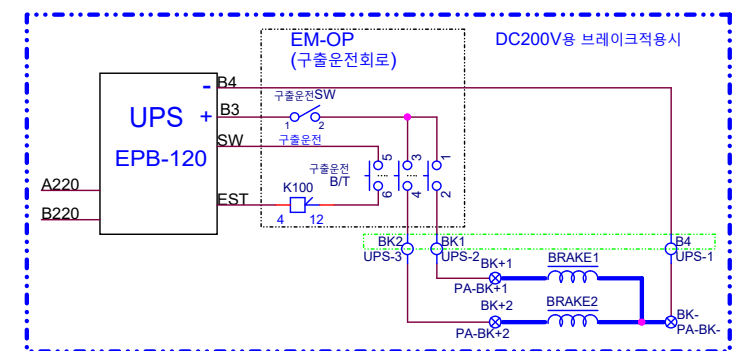 EM-OP
(구출운전회로)
DC200V용 브레이크적용시
UPS
EPB-120
-
B4
+
B3
SW
EST
A220
B220
구출운전SW
1
2
구출운전
구출운전
B/T
5
3
1
6
4
2
K100
4
12
BK2
BK1
B4
UPS-3
UPS-2
UPS-1
BK+1
BRAKE1
PA-BK+1
BK+2
BRAKE2
PA-BK+2
BK-
PA-BK-